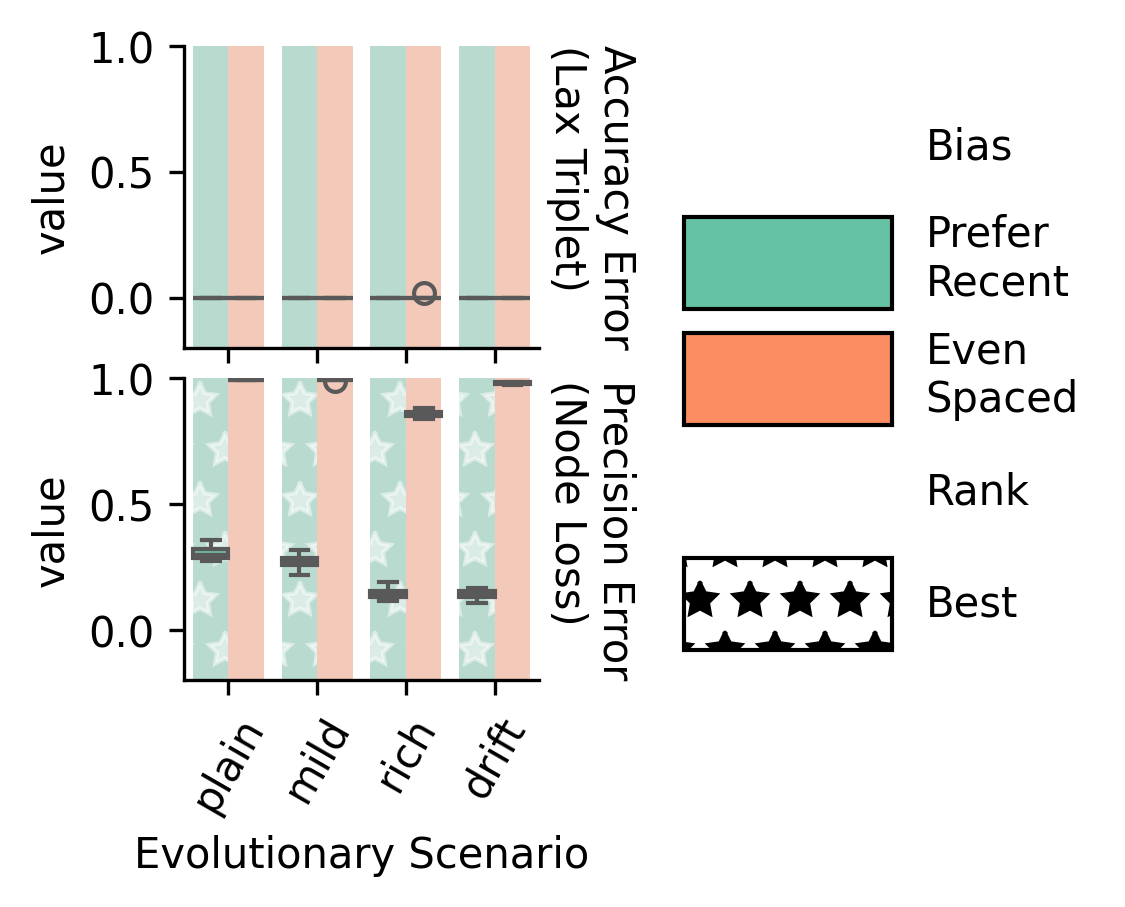 1.0
0.5
0.0
value
Accuracy Error
(Lax Triplet)
1.0
0.5
0.0
value
Precision Error
(Node Loss)
plain
mild
rich
drift
Evolutionary Scenario
Bias
Prefer
Recent
Even
Spaced
Rank
Best